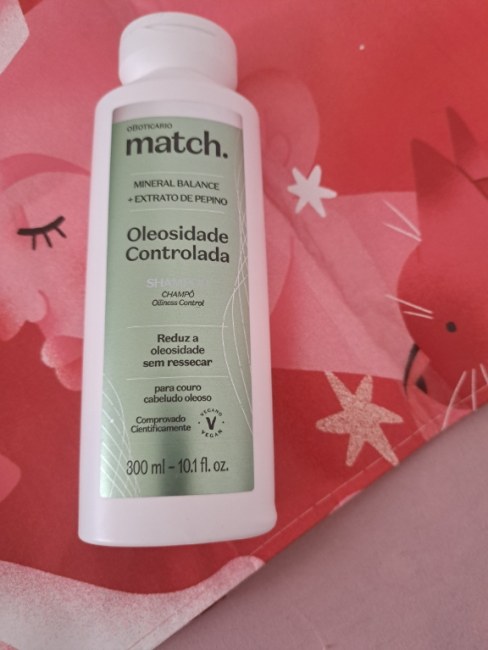 oBOTICÁRIO
match.
MINERAL BALANCE
+ EXTRATO DE PEPINO
Oleosidade
Controlada
SHAMPOO
CHAMPÔ
Oiliness Control
Reduz a
oleosidade
sem ressecar
para couro
cabeludo oleoso
Comprovado
Cientificamente
VEGANO
V
VEGAN
300 ml – 10.1 fl. oz.